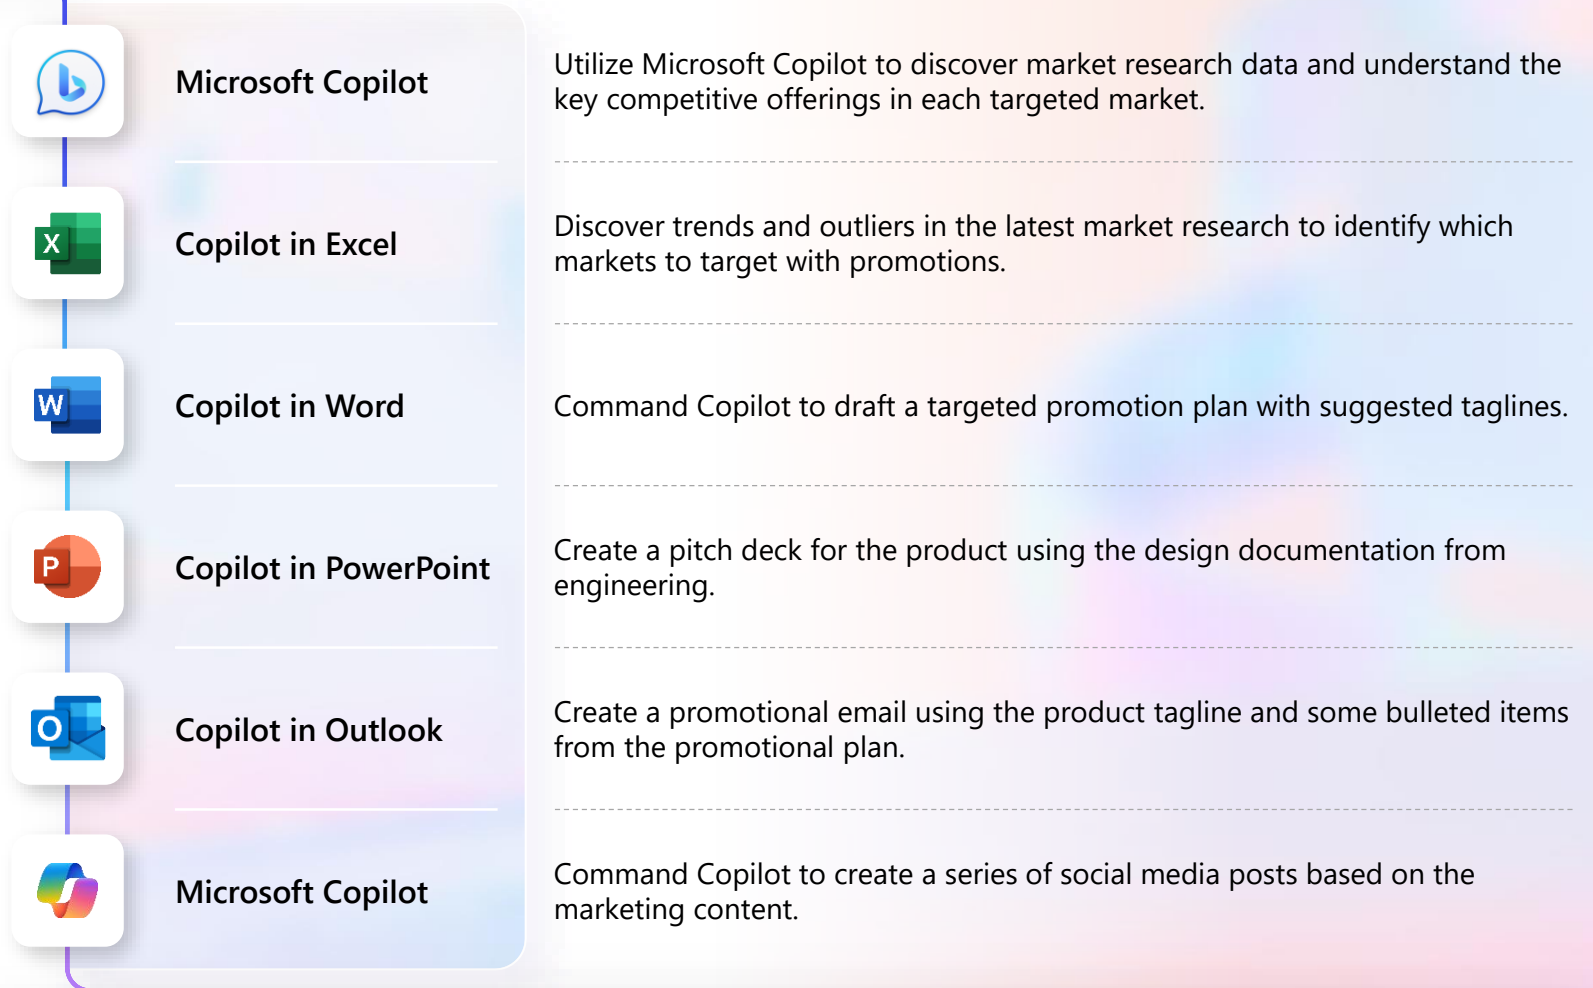 Microsoft Copilot
Utilize Microsoft Copilot to discover market research data and understand the
key competitive offerings in each targeted market.
X
Copilot in Excel
Discover trends and outliers in the latest market research to identify which
markets to target with promotions.
W
Copilot in Word
Command Copilot to draft a targeted promotion plan with suggested taglines.
P
Copilot in PowerPoint
Create a pitch deck for the product using the design documentation from
engineering.
O
Copilot in Outlook
Create a promotional email using the product tagline and some bulleted items
from the promotional plan.
Microsoft Copilot
Command Copilot to create a series of social media posts based on the
marketing content.